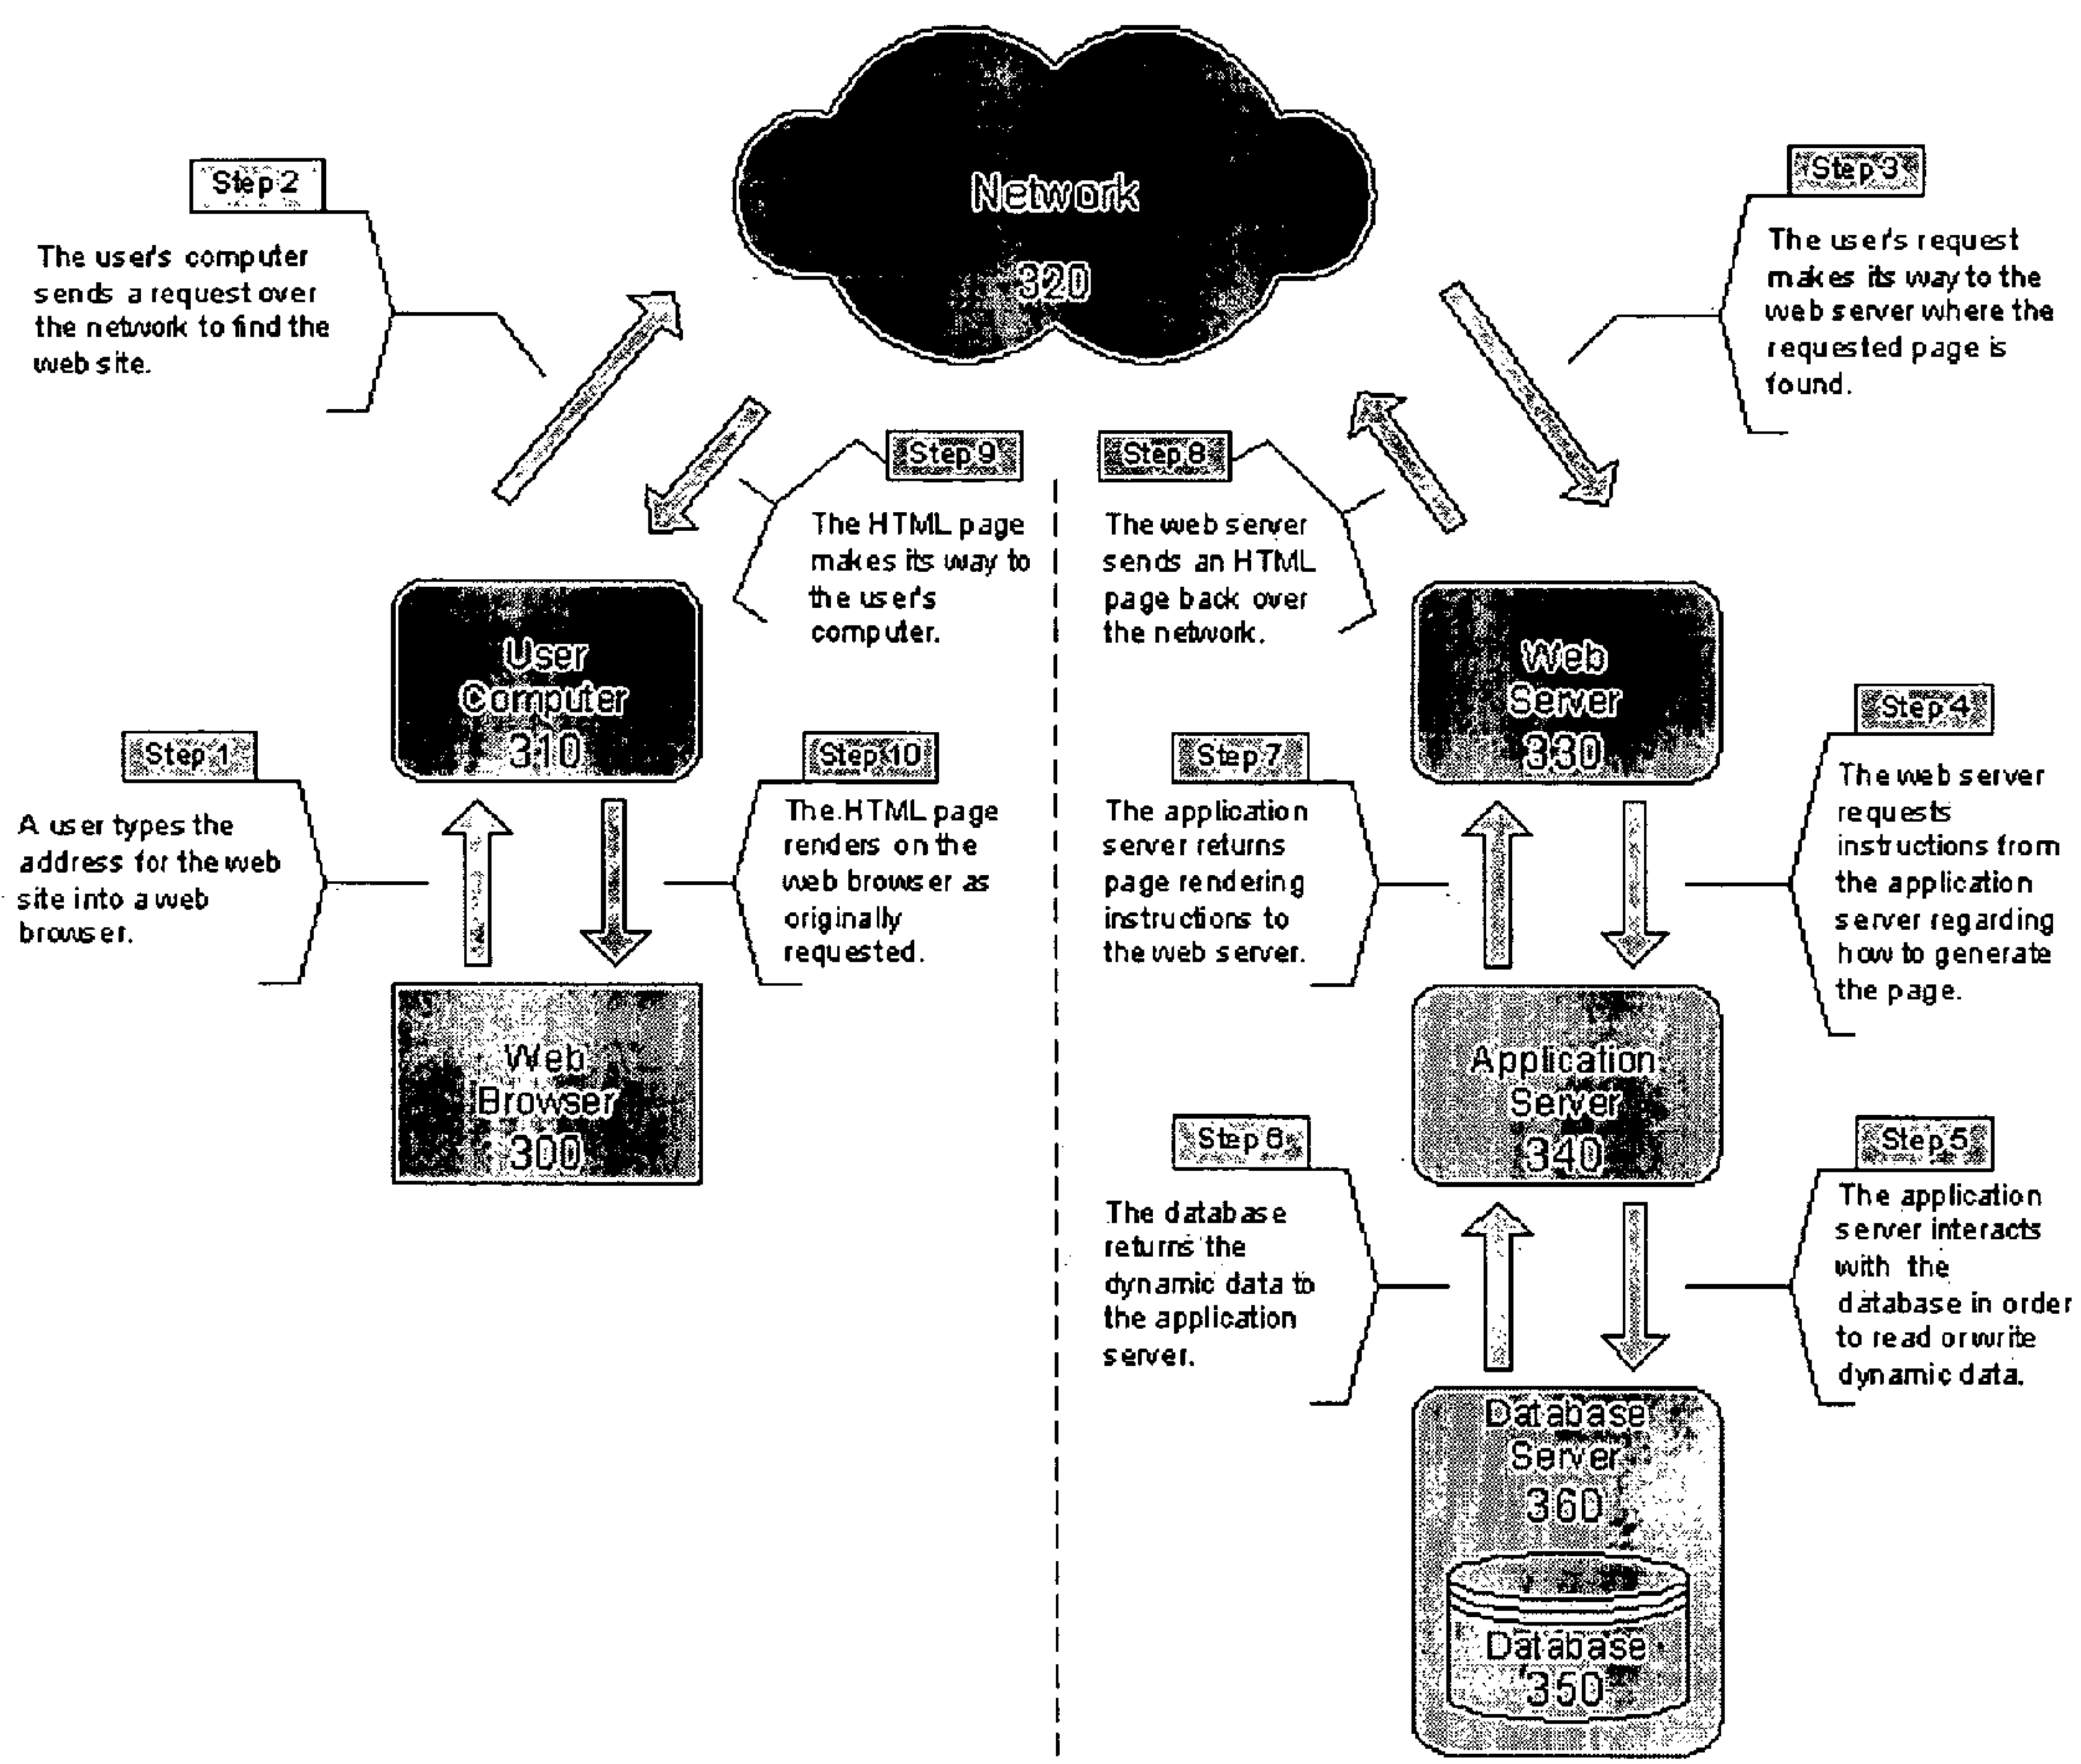 Network
320
Step 2
The user's computer
sends a request over
the network to find the
web site.
Step 3
The user's request
makes its way to the
web server where the
requested page is
found.
Step 9
The HTML page
makes its way to
the user's
computer.
Step 8
The web server
sends an HTML
page back over
the network.
User
Computer
310
Web
Server
330
Step 1
A user types the
address for the web
site into a web
browser.
Step 10
The HTML page
renders on the
web browser as
originally
requested.
Step 7
The application
server returns
page rendering
instructions to
the web server.
Step 4
The web server
requests
instructions from
the application
server regarding
how to generate
the page.
Web
Browser
300
Application
Server
340
Step 6
The database
returns the
dynamic data to
the application
server.
Step 5
The application
server interacts
with the
database in order
to read or write
dynamic data.
Database
Server
360
Database
350